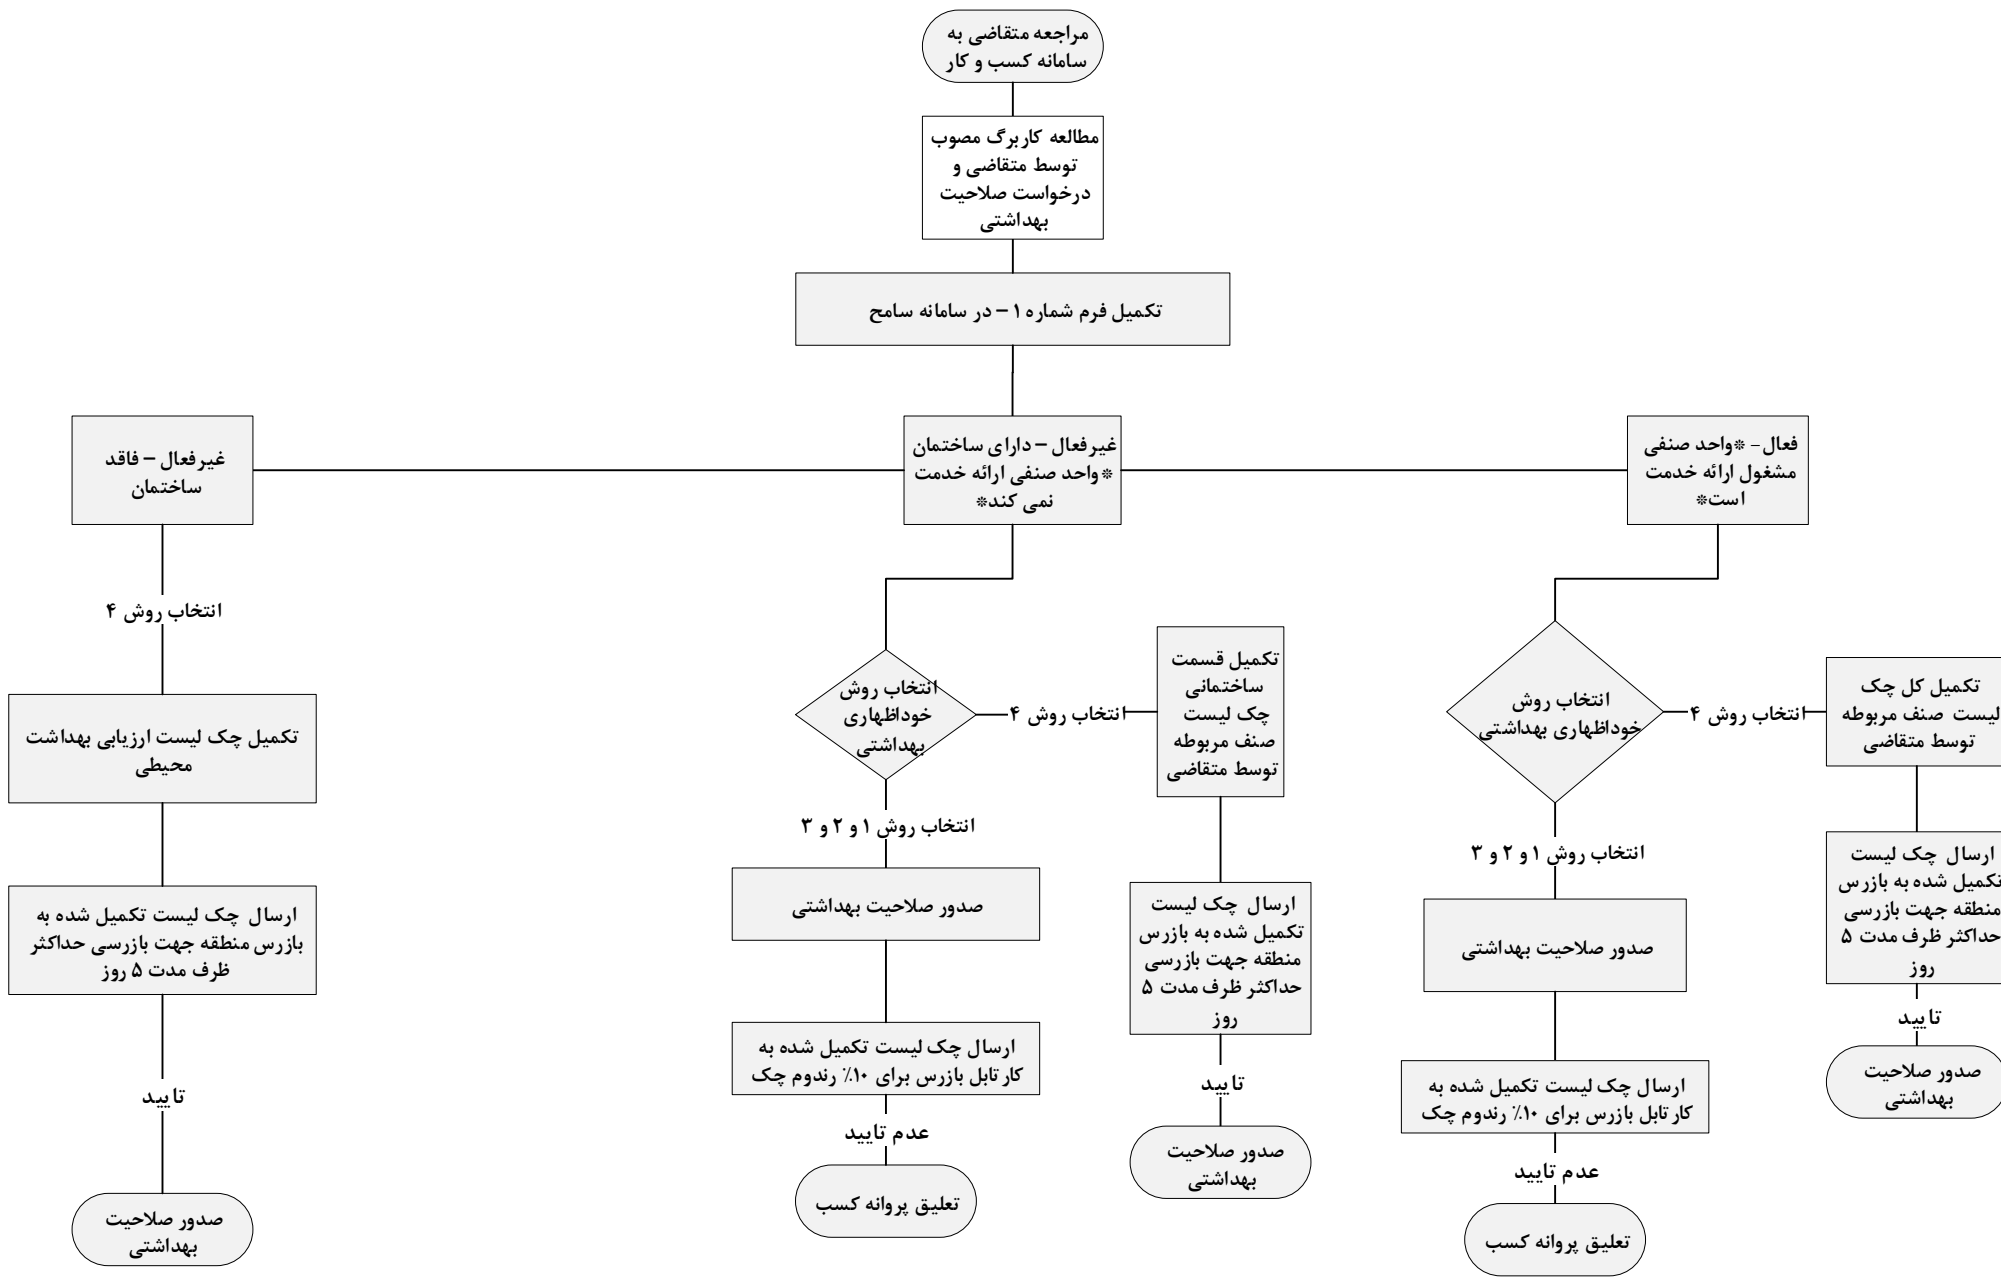 مراجعه متقاضی به
سامانه کسب و کار
مطالعه کاربرگ مصوب
توسط متقاضی و
درخواست صلاحیت
بهداشتی
تکمیل فرم شماره ۱ – در سامانه سامح
فعال – *واحد صنفی
مشغول ارائه خدمت
است*
غیرفعال – دارای ساختمان
*واحد صنفی ارائه خدمت
نمی کند*
غیرفعال – فاقد
ساختمان
انتخاب روش
خوداظهاری بهداشتی
انتخاب روش ۴
تکمیل کل چک
لیست صنف مربوطه
توسط متقاضی
ارسال چک لیست
تکمیل شده به بازرس
منطقه جهت بازرسی
حداکثر ظرف مدت ۵
روز
تایید
صدور صلاحیت
بهداشتی
انتخاب روش ۱ و ۲ و ۳
صدور صلاحیت بهداشتی
ارسال چک لیست تکمیل شده به
کارتابل بازرس برای ۱۰٪ رندوم چک
عدم تایید
تعلیق پروانه کسب
انتخاب روش
خوداظهاری
بهداشتی
انتخاب روش ۴
تکمیل قسمت
ساختمانی
چک لیست
صنف مربوطه
توسط متقاضی
ارسال چک لیست
تکمیل شده به بازرس
منطقه جهت بازرسی
حداکثر ظرف مدت ۵
روز
تایید
صدور صلاحیت
بهداشتی
انتخاب روش ۱ و ۲ و ۳
صدور صلاحیت بهداشتی
ارسال چک لیست تکمیل شده به
کارتابل بازرس برای ۱۰٪ رندوم چک
عدم تایید
تعلیق پروانه کسب
انتخاب روش ۴
تکمیل چک لیست ارزیابی بهداشت
محیطی
ارسال چک لیست تکمیل شده به
بازرس منطقه جهت بازرسی حداکثر
ظرف مدت ۵ روز
تایید
صدور صلاحیت
بهداشتی